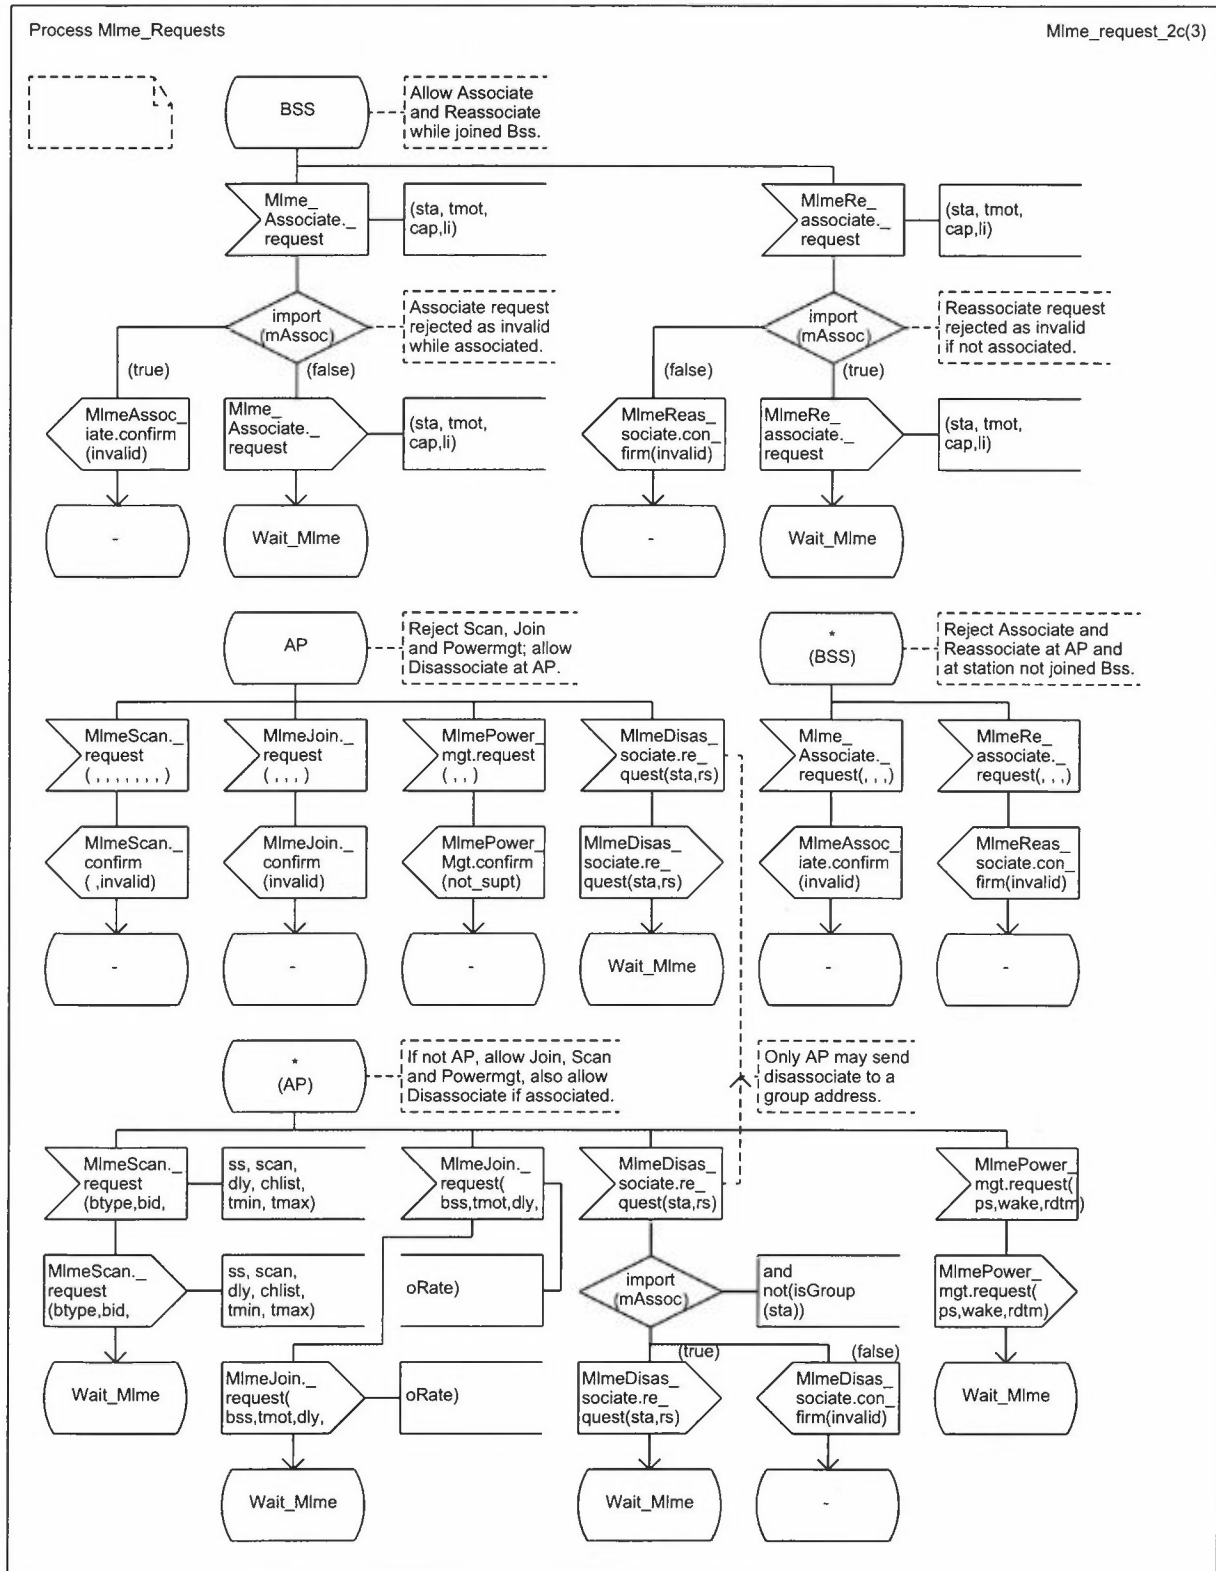 Process Mlme_Requests
Mlme_request_2c(3)
BSS
Allow Associate
and Reassociate
while joined Bss.
Mlme_
Associate._
request
(sta, tmot,
cap,li)
MlmeRe_
associate._
request
(sta, tmot,
cap,li)
import
(mAssoc)
Associate request
rejected as invalid
while associated.
import
(mAssoc)
Reassociate request
rejected as invalid
if not associated.
(true)
(false)
(false)
(true)
MlmeAssoc_
iate.confirm
(invalid)
Mlme_
Associate._
request
(sta, tmot,
cap,li)
MlmeReas_
sociate.con_
firm(invalid)
MlmeRe_
associate._
request
(sta, tmot,
cap,li)
-
Wait_Mlme
-
Wait_Mlme
AP
Reject Scan, Join
and Powermgt; allow
Disassociate at AP.
*
(BSS)
Reject Associate and
Reassociate at AP and
at station not joined Bss.
MlmeScan._
request
( , , , , , , , )
MlmeJoin._
request
( , , , )
MlmePower_
mgt.request
( , , )
MlmeDisas_
sociate.re_
quest(sta,rs)
Mlme_
Associate._
request(, , ,)
MlmeRe_
associate._
request(, , ,)
MlmeScan._
confirm
( ,invalid)
MlmeJoin._
confirm
(invalid)
MlmePower_
Mgt.confirm
(not_supt)
MlmeDisas_
sociate.re_
quest(sta,rs)
MlmeAssoc_
iate.confirm
(invalid)
MlmeReas_
sociate.con_
firm(invalid)
-
-
-
Wait_Mlme
-
-
*
(AP)
If not AP, allow Join, Scan
and Powermgt, also allow
Disassociate if associated.
Only AP may send
disassociate to a
group address.
MlmeScan._
request
(btype,bid,
ss, scan,
dly, chlist,
tmin, tmax)
MlmeJoin._
request(
bss,tmot,dly,
MlmeDisas_
sociate.re_
quest(sta,rs)
MlmePower_
mgt.request(
ps,wake,rdtm)
MlmeScan._
request
(btype,bid,
ss, scan,
dly, chlist,
tmin, tmax)
oRate)
import
(mAssoc)
and
not(isGroup
(sta))
MlmePower_
mgt.request(
ps,wake,rdtm)
(true)
(false)
Wait_Mlme
MlmeJoin._
request(
bss,tmot,dly,
oRate)
MlmeDisas_
sociate.re_
quest(sta,rs)
MlmeDisas_
sociate.con_
firm(invalid)
Wait_Mlme
Wait_Mlme
Wait_Mlme
-